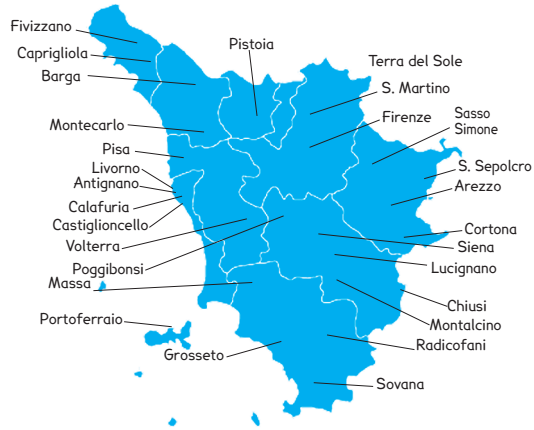 Fivizzano
Caprigliola
Barga
Pistoia
Terra del Sole
S. Martino
Firenze
Sasso
Simone
Montecarlo
Pisa
Livorno
Antignano
Calafuria
Castiglioncello
Volterra
Poggibonsi
Massa
Portoferraio
Grosseto
S. Sepolcro
Arezzo
Cortona
Siena
Lucignano
Chiusi
Montalcino
Radicofani
Sovana